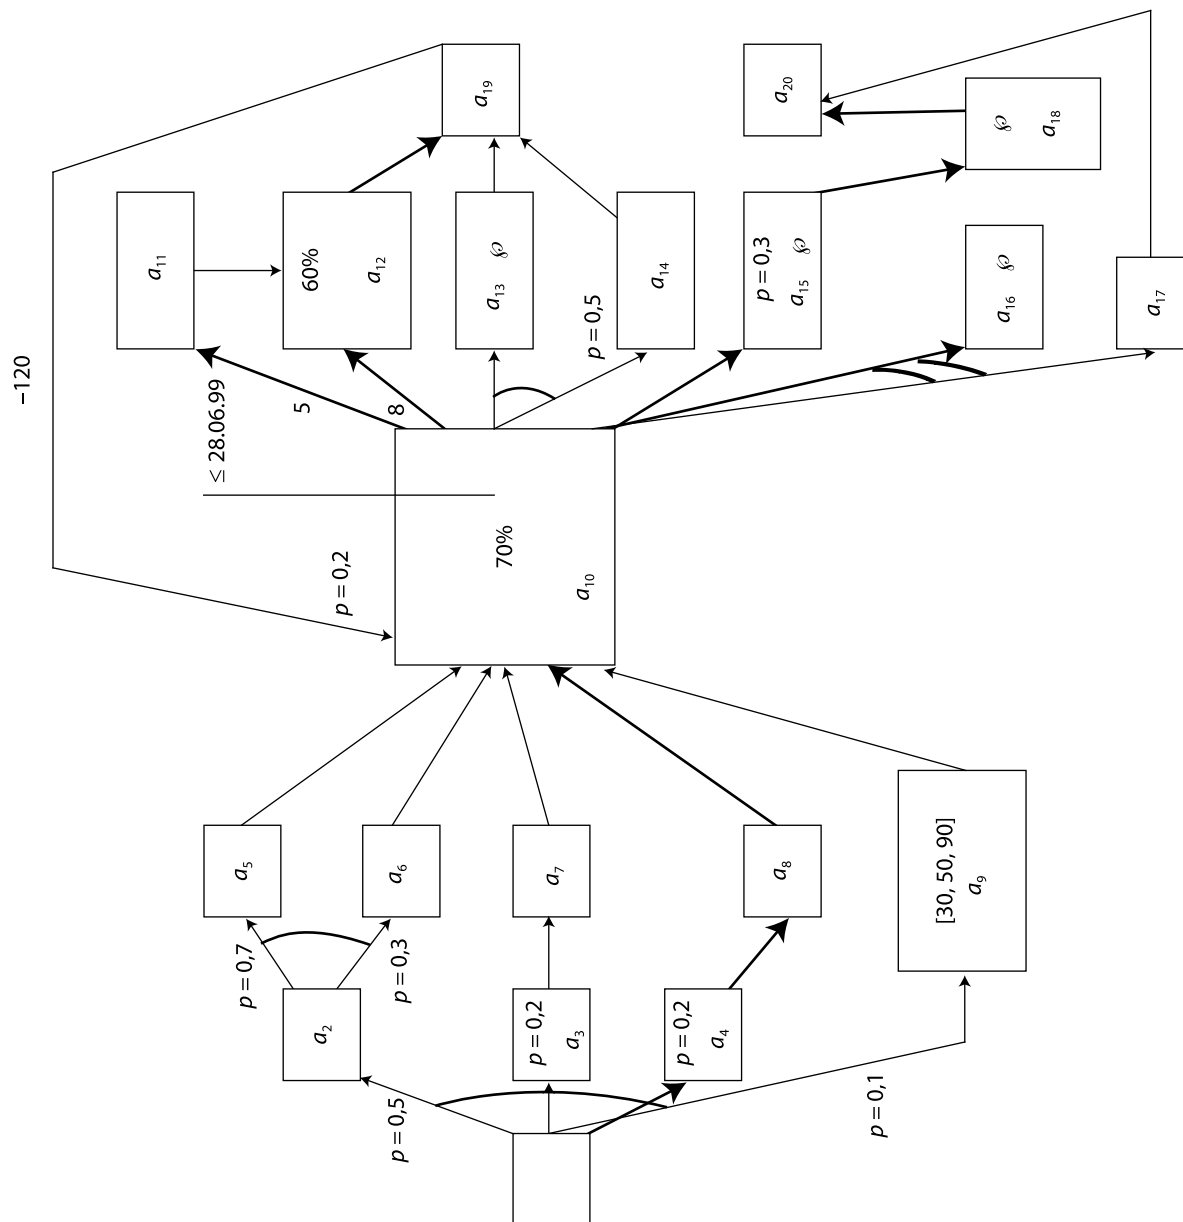 −120
≤ 28.06.99
5
8
p = 0,2
70%
a₁₀
a₁₁
60%
a₁₂
a₁₃ ℘
p = 0,5
a₁₄
p = 0,3
a₁₅ ℘
a₁₆ ℘
a₁₇
℘
a₁₈
a₁₉
a₂₀
a₅
a₆
a₇
a₈
[30, 50, 90]
a₉
p = 0,7
p = 0,3
a₂
p = 0,2
a₃
p = 0,2
a₄
p = 0,5
p = 0,1